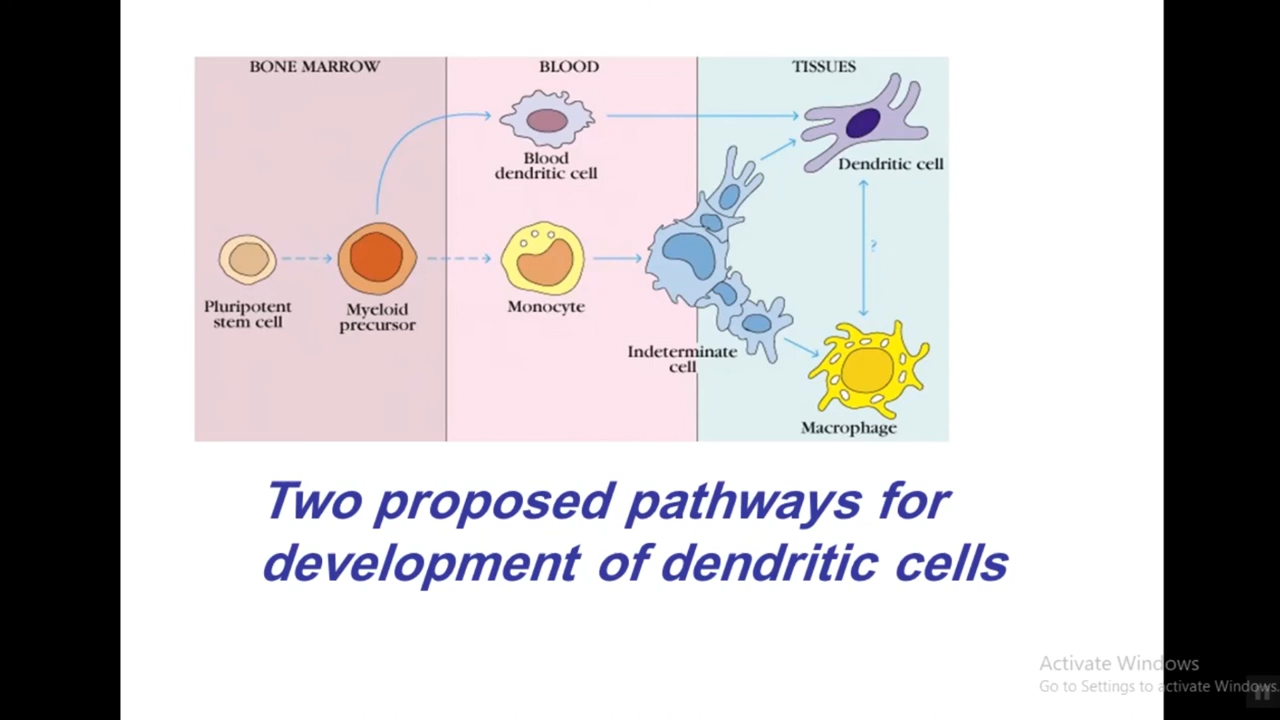 BONE MARROW
BLOOD
TISSUES
Blood
dendritic cell
Dendritic cell
?
Pluripotent
stem cell
Myeloid
precursor
Monocyte
Indeterminate
cell
Macrophage
Two proposed pathways for
development of dendritic cells
Activate Windows
Go to Settings to activate Windows.